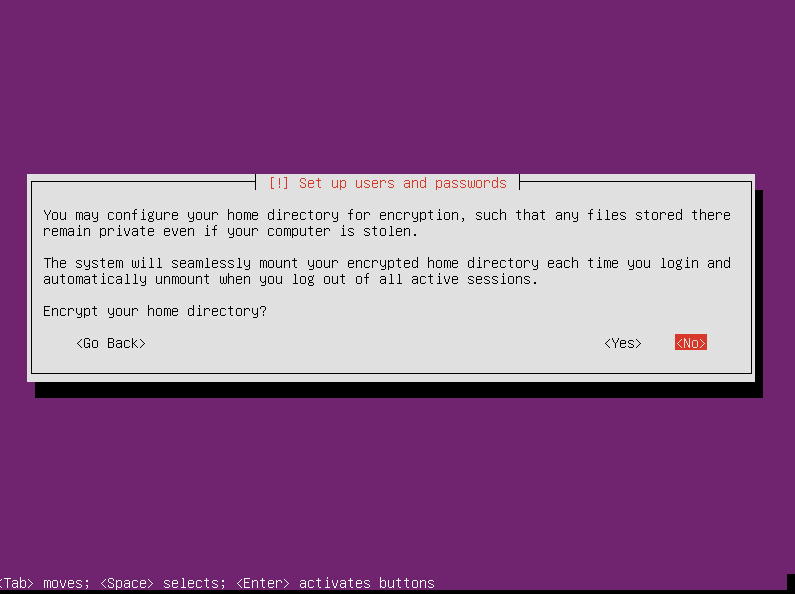 [!] Set up users and passwords
You may configure your home directory for encryption, such that any files stored there
remain private even if your computer is stolen.
The system will seamlessly mount your encrypted home directory each time you login and
automatically unmount when you log out of all active sessions.
Encrypt your home directory?
<Go Back> <Yes> <No>
<Tab> moves; <Space> selects; <Enter> activates buttons